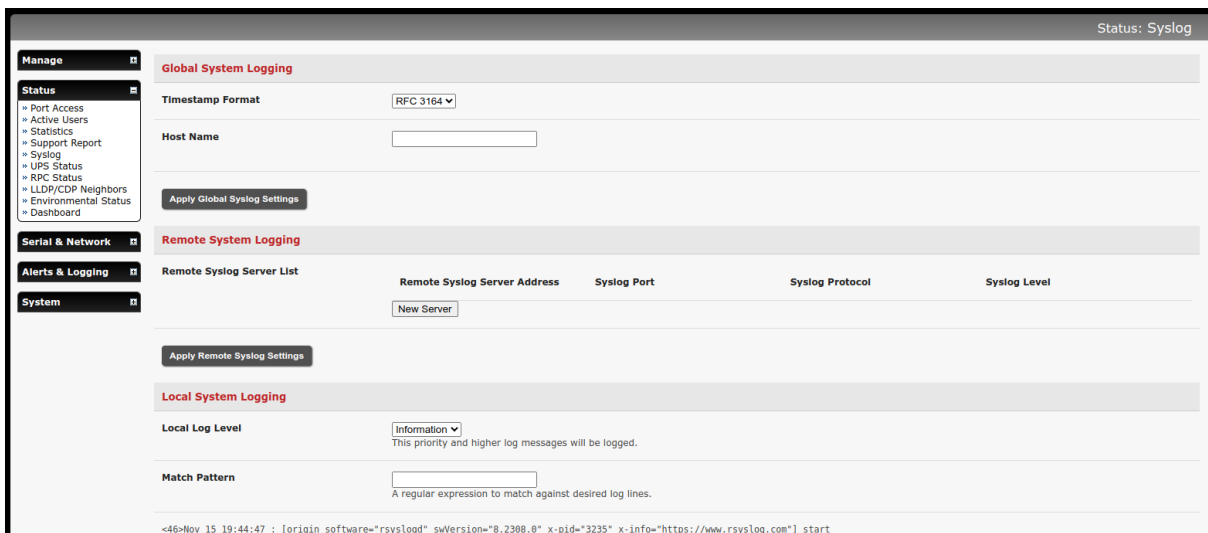 Status: Syslog
Manage
Status
» Port Access
» Active Users
» Statistics
» Support Report
» Syslog
» UPS Status
» RPC Status
» LLDP/CDP Neighbors
» Environmental Status
» Dashboard
Serial & Network
Alerts & Logging
System
Global System Logging
Timestamp Format
RFC 3164
Host Name
Apply Global Syslog Settings
Remote System Logging
Remote Syslog Server List
Remote Syslog Server Address Syslog Port Syslog Protocol Syslog Level
New Server
Apply Remote Syslog Settings
Local System Logging
Local Log Level
Information
This priority and higher log messages will be logged.
Match Pattern
A regular expression to match against desired log lines.
<46>Nov 15 19:44:47 : [origin software="rsyslogd" swVersion="8.2308.0" x-pid="3235" x-info="https://www.rsyslog.com"] start